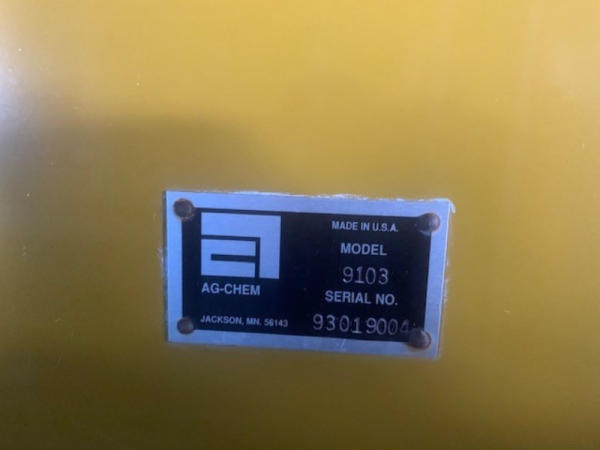 MADE IN U.S.A.
MODEL
9103
AG-CHEM
SERIAL NO.
JACKSON, MN. 56143
93019004